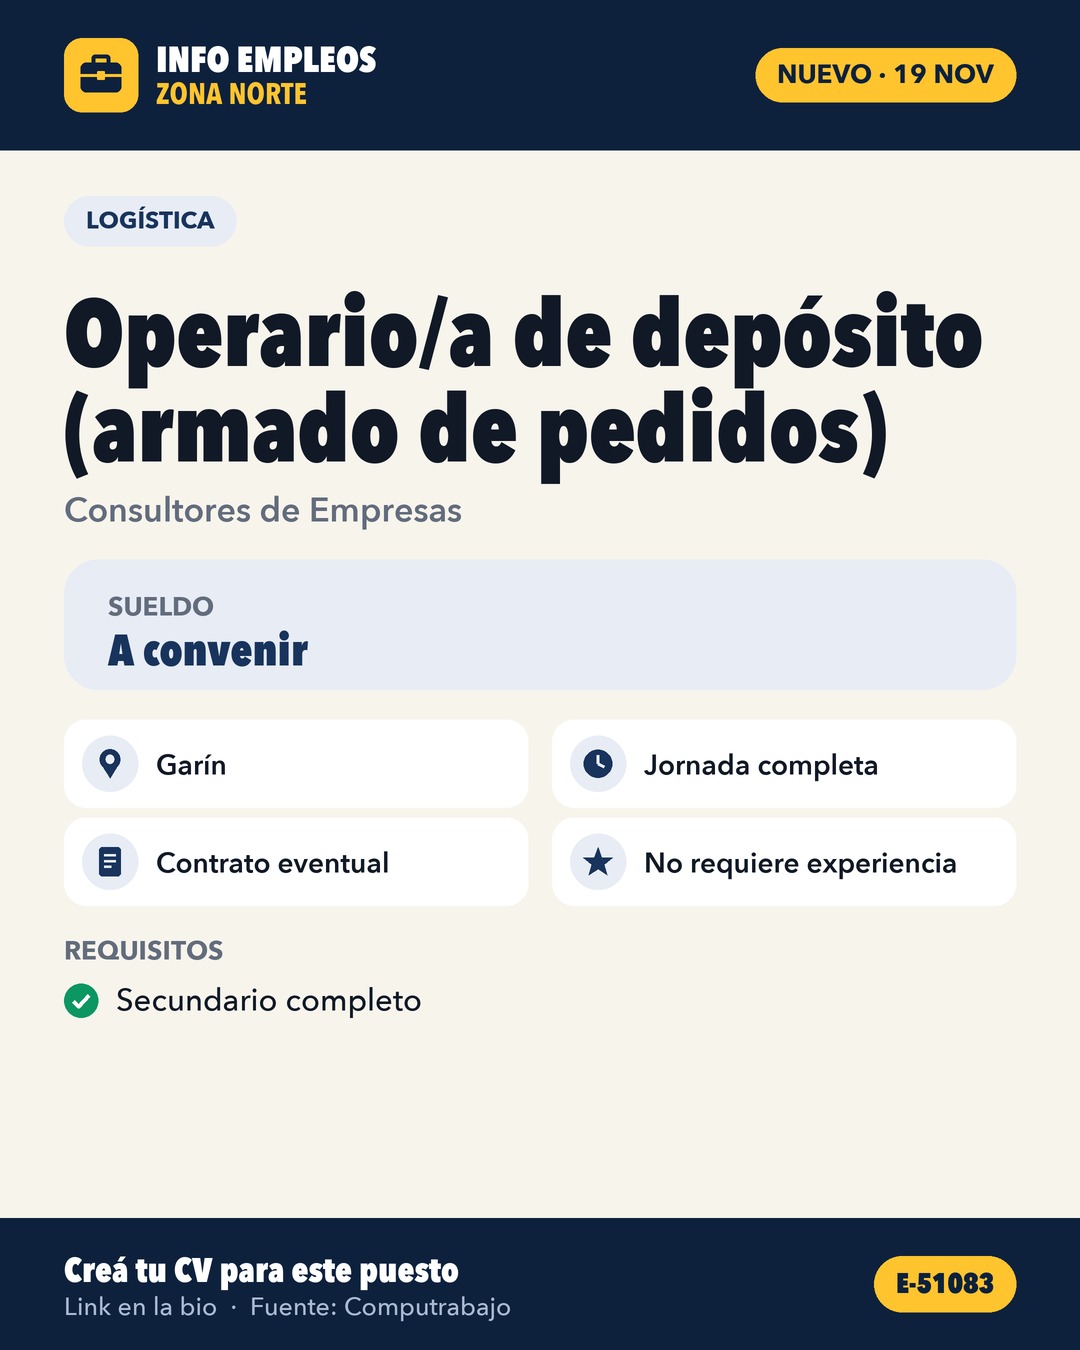 INFO EMPLEOS
ZONA NORTE
NUEVO · 19 NOV
LOGÍSTICA
Operario/a de depósito
(armado de pedidos)
Consultores de Empresas
SUELDO
A convenir
Garín
Jornada completa
Contrato eventual
No requiere experiencia
REQUISITOS
Secundario completo
Creá tu CV para este puesto
Link en la bio · Fuente: Computrabajo
E-51083